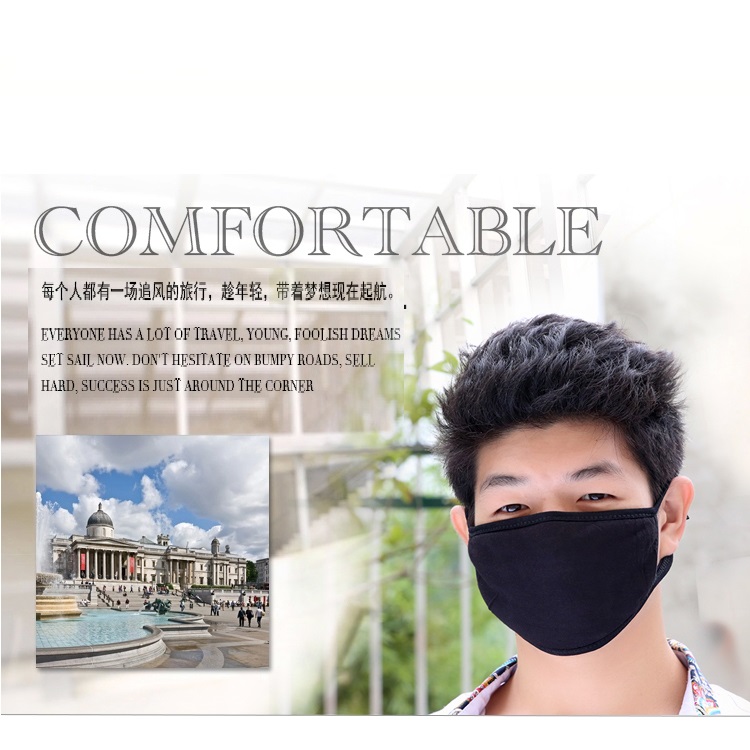 COMFORTABLE
每个人都有一场追风的旅行，趁年轻，带着梦想现在起航。
EVERYONE HAS A LOT OF TRAVEL, YOUNG, FOOLISH DREAMS
SET SAIL NOW. DON'T HESITATE ON BUMPY ROADS, SELL
HARD, SUCCESS IS JUST AROUND THE CORNER